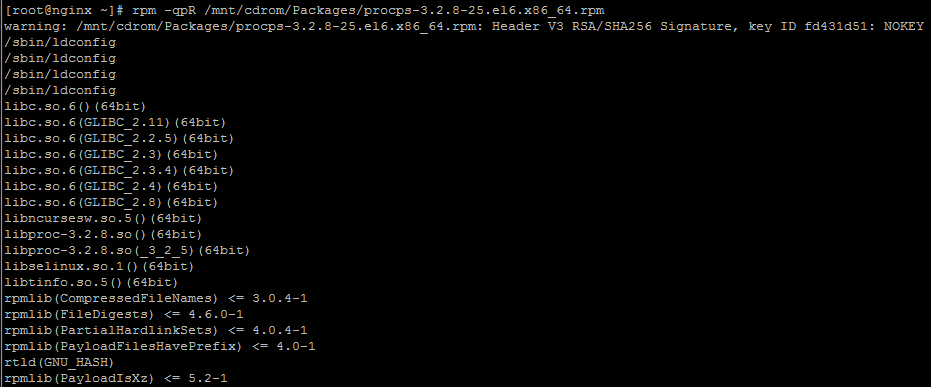 [root@nginx ~]# rpm -qpR /mnt/cdrom/Packages/procps-3.2.8-25.el6.x86_64.rpm
warning: /mnt/cdrom/Packages/procps-3.2.8-25.el6.x86_64.rpm: Header V3 RSA/SHA256 Signature, key ID fd431d51: NOKEY
/sbin/ldconfig
/sbin/ldconfig
/sbin/ldconfig
/sbin/ldconfig
libc.so.6()(64bit)
libc.so.6(GLIBC_2.11)(64bit)
libc.so.6(GLIBC_2.2.5)(64bit)
libc.so.6(GLIBC_2.3)(64bit)
libc.so.6(GLIBC_2.3.4)(64bit)
libc.so.6(GLIBC_2.4)(64bit)
libc.so.6(GLIBC_2.8)(64bit)
libncursesw.so.5()(64bit)
libproc-3.2.8.so()(64bit)
libproc-3.2.8.so(_3_2_5)(64bit)
libselinux.so.1()(64bit)
libtinfo.so.5()(64bit)
rpmlib(CompressedFileNames) <= 3.0.4-1
rpmlib(FileDigests) <= 4.6.0-1
rpmlib(PartialHardlinkSets) <= 4.0.4-1
rpmlib(PayloadFilesHavePrefix) <= 4.0-1
rtld(GNU_HASH)
rpmlib(PayloadIsXz) <= 5.2-1